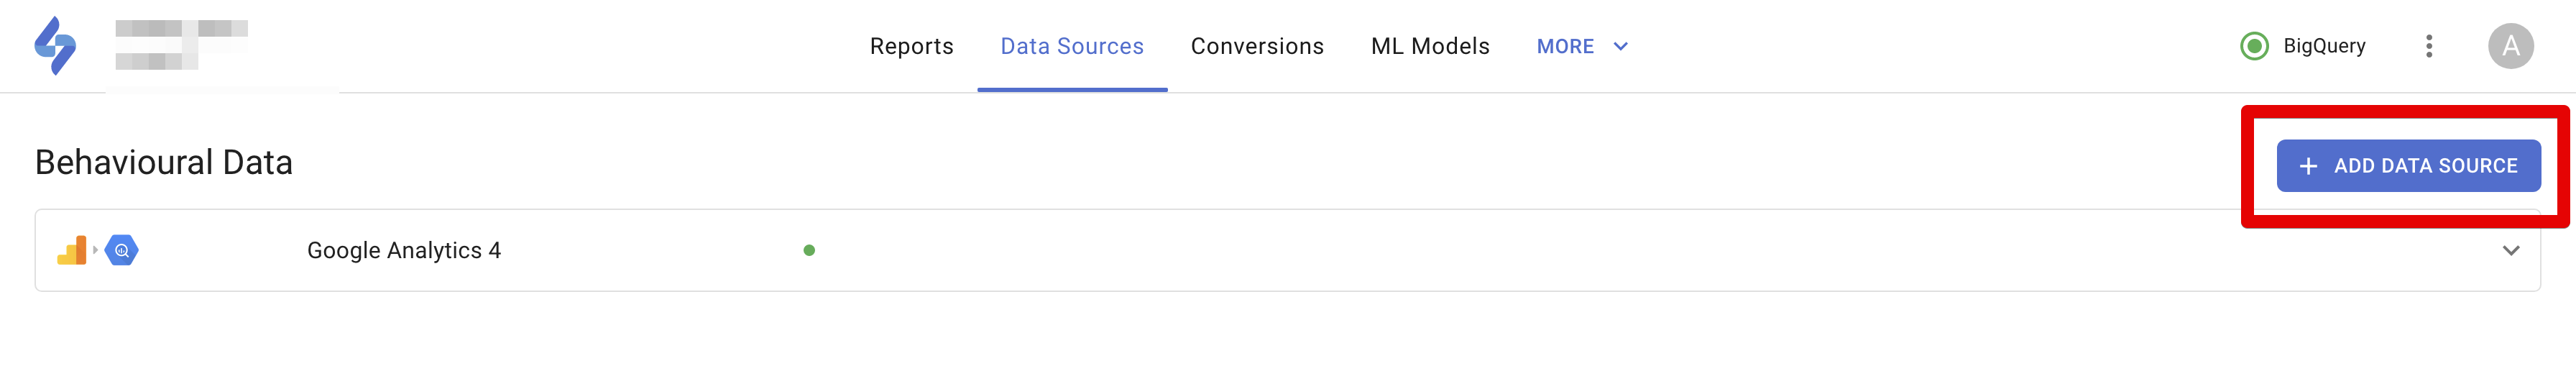 Reports Data Sources Conversions ML Models MORE BigQuery A
Behavioural Data
+ ADD DATA SOURCE
Google Analytics 4